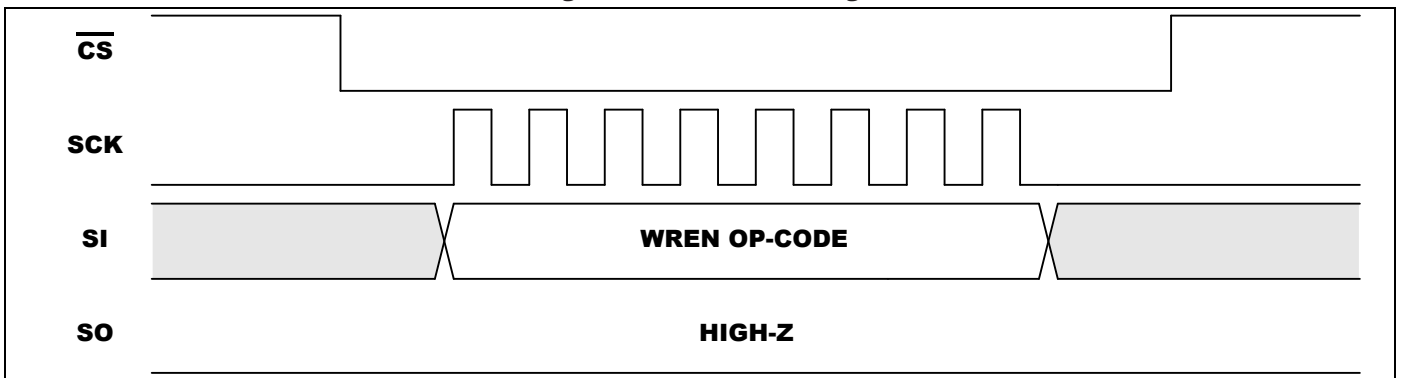 CS
SCK
SI
WREN OP-CODE
SO
HIGH-Z